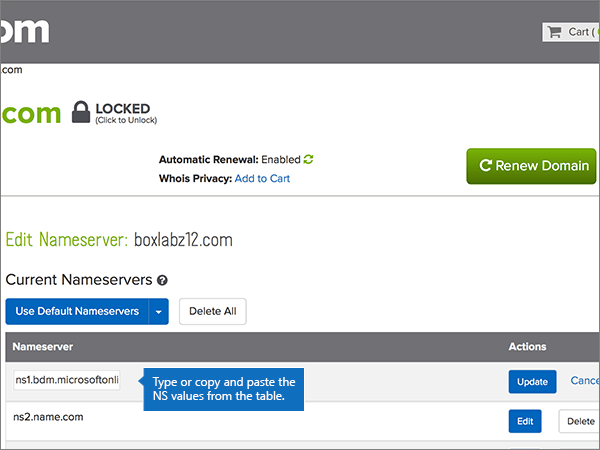 om
Cart (
.com
.com LOCKED
(Click to Unlock)
Automatic Renewal: Enabled
Whois Privacy: Add to Cart
Renew Domain
Edit Nameserver: boxlabz12.com
Current Nameservers
Use Default Nameservers Delete All
Nameserver Actions
ns1.bdm.microsoftonli Update Cance
Type or copy and paste the
NS values from the table.
ns2.name.com Edit Delete